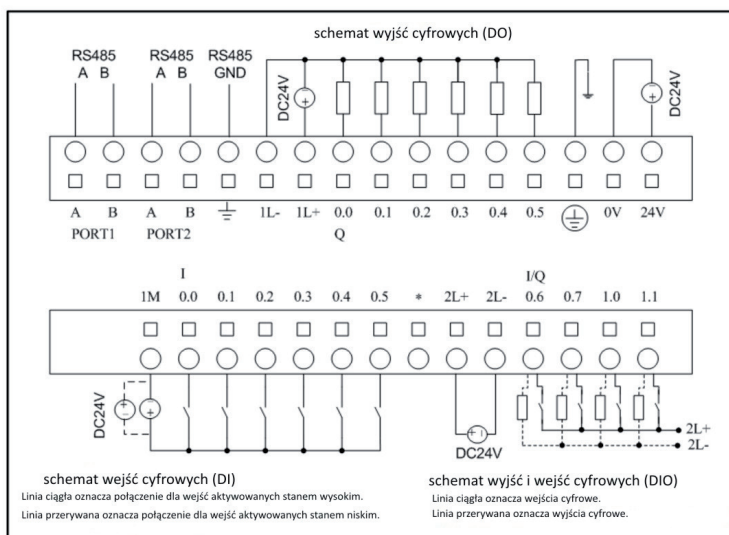 schemat wyjść cyfrowych (DO)
RS485 RS485 RS485
A B A B GND
DC24V
DC24V
A B A B 1L- 1L+ 0.0 0.1 0.2 0.3 0.4 0.5 0V 24V
PORT1 PORT2 Q
I I/Q
1M 0.0 0.1 0.2 0.3 0.4 0.5 * 2L+ 2L- 0.6 0.7 1.0 1.1
DC24V
2L+
2L-
DC24V
schemat wejść cyfrowych (DI)
Linia ciągła oznacza połączenie dla wejść aktywowanych stanem wysokim.
Linia przerywana oznacza połączenie dla wejść aktywowanych stanem niskim.
schemat wyjść i wejść cyfrowych (DIO)
Linia ciągła oznacza wejścia cyfrowe.
Linia przerywana oznacza wyjścia cyfrowe.